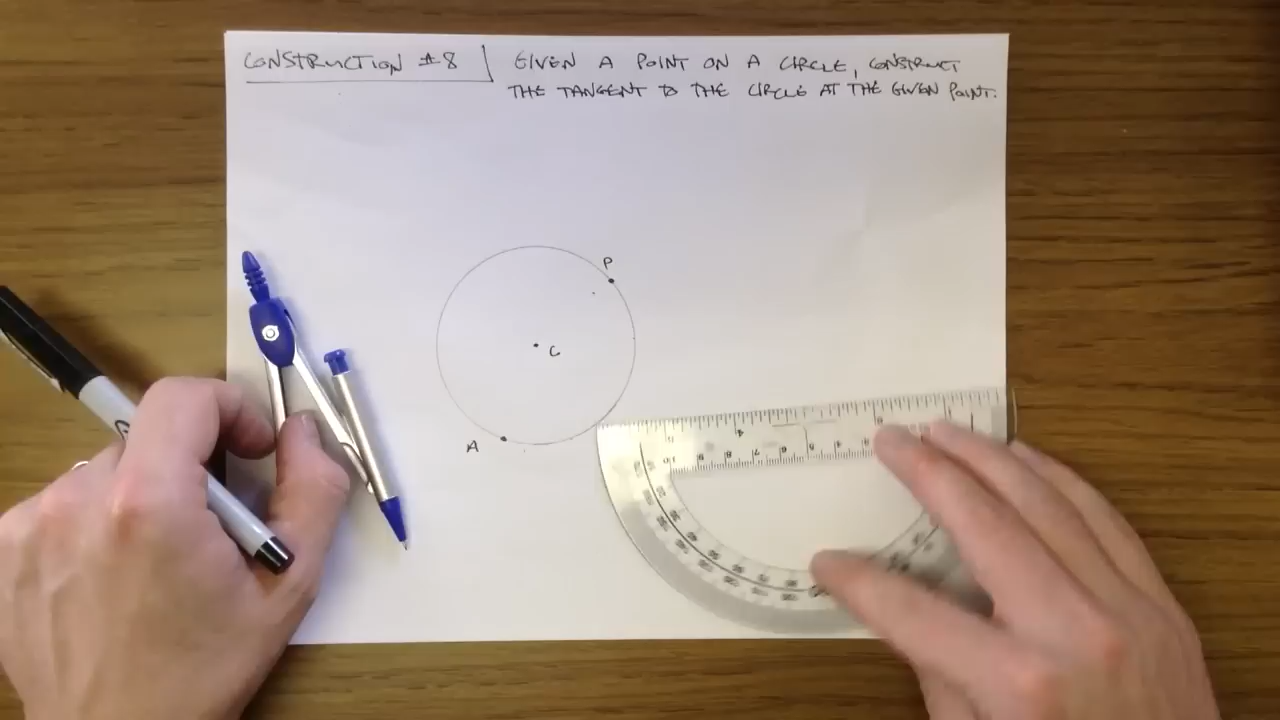 CONSTRUCTION #8
GIVEN A POINT ON A CIRCLE, CONSTRUCT
THE TANGENT TO THE CIRCLE AT THE GIVEN POINT.
P
C
A